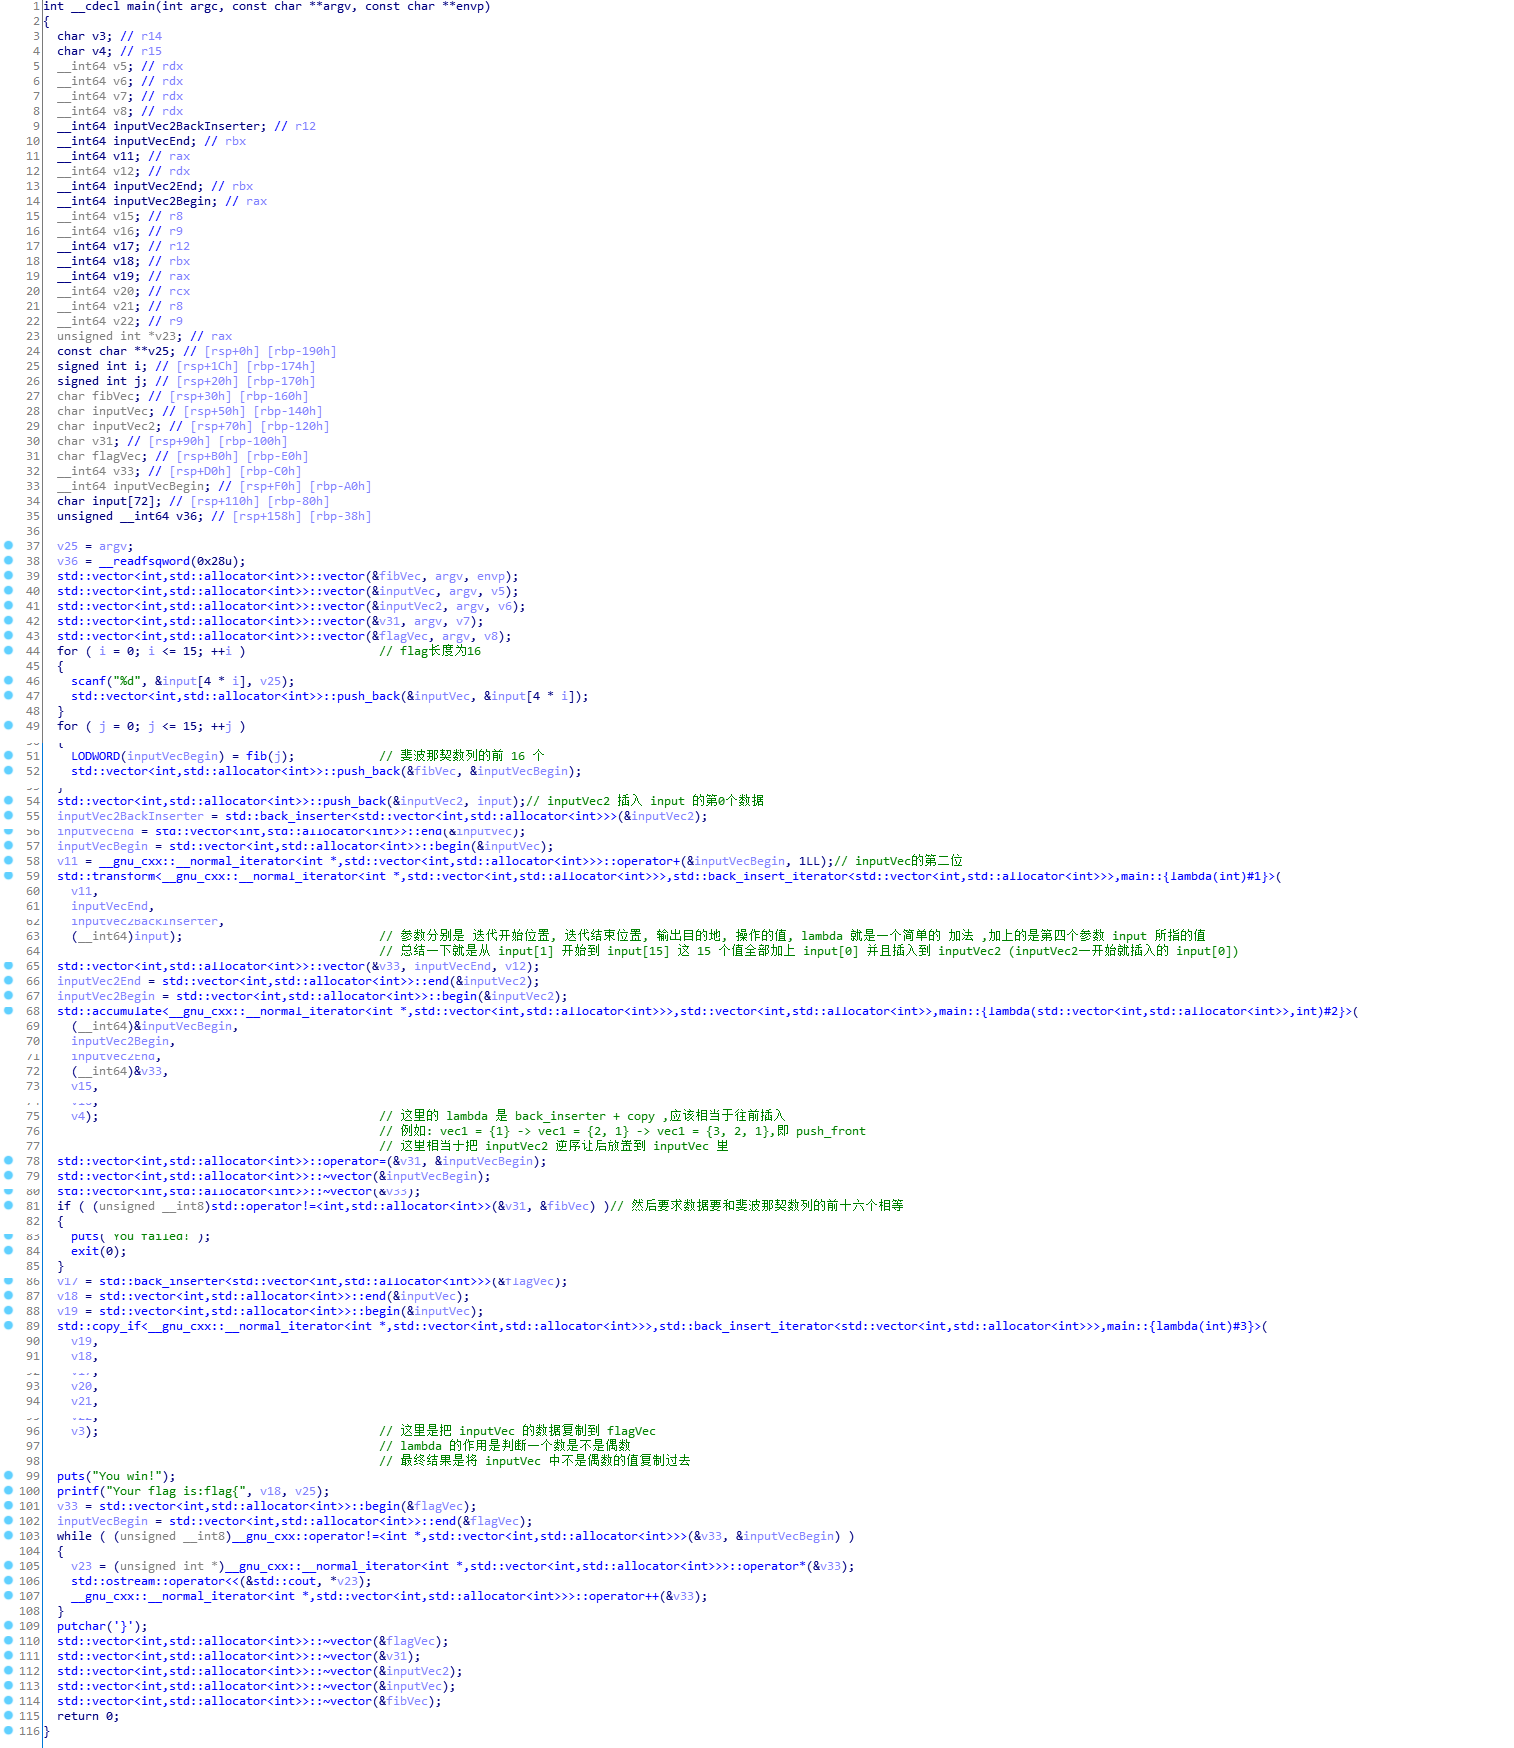 1 int __cdecl main(int argc, const char **argv, const char **envp)
2 {
3 char v3; // r14
4 char v4; // r15
5 __int64 v5; // rdx
6 __int64 v6; // rdx
7 __int64 v7; // rdx
8 __int64 v8; // rdx
9 __int64 inputVec2BackInserter; // r12
10 __int64 inputVecEnd; // rbx
11 __int64 v11; // rax
12 __int64 v12; // rdx
13 __int64 inputVec2End; // rbx
14 __int64 inputVec2Begin; // rax
15 __int64 v15; // r8
16 __int64 v16; // r9
17 __int64 v17; // r12
18 __int64 v18; // rbx
19 __int64 v19; // rax
20 __int64 v20; // rcx
21 __int64 v21; // r8
22 __int64 v22; // r9
23 unsigned int *v23; // rax
24 const char **v25; // [rsp+0h] [rbp-190h]
25 signed int i; // [rsp+1Ch] [rbp-174h]
26 signed int j; // [rsp+20h] [rbp-170h]
27 char fibVec; // [rsp+30h] [rbp-160h]
28 char inputVec; // [rsp+50h] [rbp-140h]
29 char inputVec2; // [rsp+70h] [rbp-120h]
30 char v31; // [rsp+90h] [rbp-100h]
31 char flagVec; // [rsp+B0h] [rbp-E0h]
32 __int64 v33; // [rsp+D0h] [rbp-C0h]
33 __int64 inputVecBegin; // [rsp+F0h] [rbp-A0h]
34 char input[72]; // [rsp+110h] [rbp-80h]
35 unsigned __int64 v36; // [rsp+158h] [rbp-38h]
36
37 v25 = argv;
38 v36 = __readfsqword(0x28u);
39 std::vector<int,std::allocator<int>>::vector(&fibVec, argv, envp);
40 std::vector<int,std::allocator<int>>::vector(&inputVec, argv, v5);
41 std::vector<int,std::allocator<int>>::vector(&inputVec2, argv, v6);
42 std::vector<int,std::allocator<int>>::vector(&v31, argv, v7);
43 std::vector<int,std::allocator<int>>::vector(&flagVec, argv, v8);
44 for ( i = 0; i <= 15; ++i ) // flag长度为16
45 {
46 scanf("%d", &input[4 * i], v25);
47 std::vector<int,std::allocator<int>>::push_back(&inputVec, &input[4 * i]);
48 }
49 for ( j = 0; j <= 15; ++j )
50 {
51 LODWORD(inputVecBegin) = fib(j); // 斐波那契数列的前 16 个
52 std::vector<int,std::allocator<int>>::push_back(&fibVec, &inputVecBegin);
53 }
54 std::vector<int,std::allocator<int>>::push_back(&inputVec2, input);// inputVec2 插入 input 的第0个数据
55 inputVec2BackInserter = std::back_inserter<std::vector<int,std::allocator<int>>>(&inputVec2);
56 inputVecEnd = std::vector<int,std::allocator<int>>::end(&inputVec);
57 inputVecBegin = std::vector<int,std::allocator<int>>::begin(&inputVec);
58 v11 = __gnu_cxx::__normal_iterator<int *,std::vector<int,std::allocator<int>>>::operator+(&inputVecBegin, 1LL);// inputVec的第二位
59 std::transform<__gnu_cxx::__normal_iterator<int *,std::vector<int,std::allocator<int>>>,std::back_insert_iterator<std::vector<int,std::allocator<int>>>,main::{lambda(int)#1}>(
60 v11,
61 inputVecEnd,
62 inputVec2BackInserter,
63 (__int64)input); // 参数分别是 迭代开始位置, 迭代结束位置, 输出目的地, 操作的值, lambda 就是一个简单的 加法 ,加上的是第四个参数 input 所指的值
64 // 总结一下就是从 input[1] 开始到 input[15] 这 15 个值全部加上 input[0] 并且插入到 inputVec2 (inputVec2一开始就插入的 input[0])
65 std::vector<int,std::allocator<int>>::vector(&v33, inputVecEnd, v12);
66 inputVec2End = std::vector<int,std::allocator<int>>::end(&inputVec2);
67 inputVec2Begin = std::vector<int,std::allocator<int>>::begin(&inputVec2);
68 std::accumulate<__gnu_cxx::__normal_iterator<int *,std::vector<int,std::allocator<int>>>,std::vector<int,std::allocator<int>>,main::{lambda(std::vector<int,std::allocator<int>>,int)#2}>(
69 (__int64)&inputVecBegin,
70 inputVec2Begin,
71 inputVec2End,
72 (__int64)&v33,
73 v15,
74 v16,
75 v4); // 这里的 lambda 是 back_inserter + copy ,应该相当于往前插入
76 // 例如: vec1 = {1} -> vec1 = {2, 1} -> vec1 = {3, 2, 1},即 push_front
77 // 这里相当于把 inputVec2 逆序让后放置到 inputVec 里
78 std::vector<int,std::allocator<int>>::operator=(&v31, &inputVecBegin);
79 std::vector<int,std::allocator<int>>::~vector(&inputVecBegin);
80 std::vector<int,std::allocator<int>>::~vector(&v33);
81 if ( (unsigned __int8)std::operator!=<int,std::allocator<int>>(&v31, &fibVec) )// 然后要求数据要和斐波那契数列的前十六个相等
82 {
83 puts("You failed!");
84 exit(0);
85 }
86 v17 = std::back_inserter<std::vector<int,std::allocator<int>>>(&flagVec);
87 v18 = std::vector<int,std::allocator<int>>::end(&inputVec);
88 v19 = std::vector<int,std::allocator<int>>::begin(&inputVec);
89 std::copy_if<__gnu_cxx::__normal_iterator<int *,std::vector<int,std::allocator<int>>>,std::back_insert_iterator<std::vector<int,std::allocator<int>>>,main::{lambda(int)#3}>(
90 v19,
91 v18,
92 v17,
93 v20,
94 v21,
95 v22,
96 v3); // 这里是把 inputVec 的数据复制到 flagVec
97 // lambda 的作用是判断一个数是不是偶数
98 // 最终结果是将 inputVec 中不是偶数的值复制过去
99 puts("You win!");
100 printf("Your flag is:flag{", v18, v25);
101 v33 = std::vector<int,std::allocator<int>>::begin(&flagVec);
102 inputVecBegin = std::vector<int,std::allocator<int>>::end(&flagVec);
103 while ( (unsigned __int8)__gnu_cxx::operator!=<int *,std::vector<int,std::allocator<int>>>(&v33, &inputVecBegin) )
104 {
105 v23 = (unsigned int *)__gnu_cxx::__normal_iterator<int *,std::vector<int,std::allocator<int>>>::operator*(&v33);
106 std::ostream::operator<<(&std::cout, *v23);
107 __gnu_cxx::__normal_iterator<int *,std::vector<int,std::allocator<int>>>::operator++(&v33);
108 }
109 putchar('}');
110 std::vector<int,std::allocator<int>>::~vector(&flagVec);
111 std::vector<int,std::allocator<int>>::~vector(&v31);
112 std::vector<int,std::allocator<int>>::~vector(&inputVec2);
113 std::vector<int,std::allocator<int>>::~vector(&inputVec);
114 std::vector<int,std::allocator<int>>::~vector(&fibVec);
115 return 0;
116 }